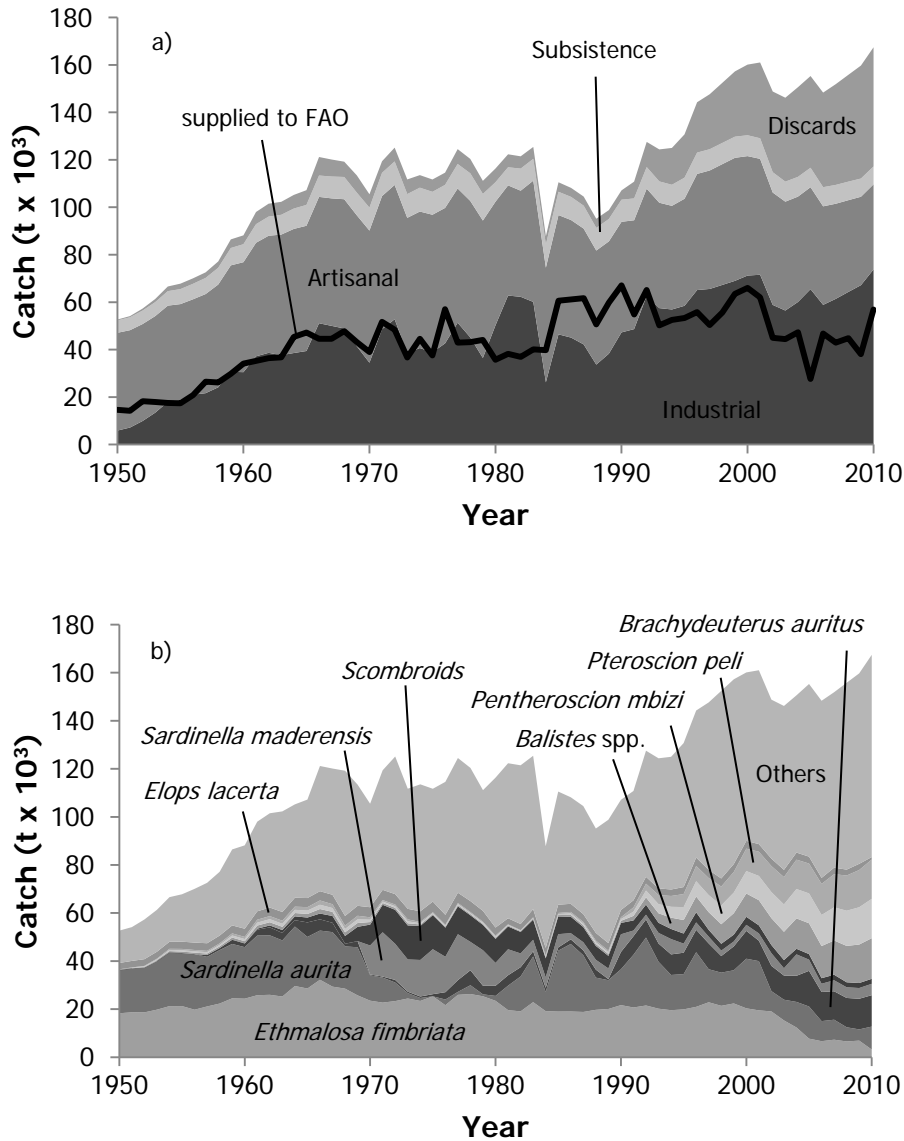 180
160
140
120
100
80
60
40
20
0
Catch (t x 10³)
a)
Subsistence
supplied to FAO
Discards
Artisanal
Industrial
1950 1960 1970 1980 1990 2000 2010
Year
180
160
140
120
100
80
60
40
20
0
Catch (t x 10³)
b)
Brachydeuterus auritus
Scombroids
Pteroscion peli
Pentheroscion mbizi
Sardinella maderensis
Balistes spp.
Elops lacerta
Others
Sardinella aurita
Ethmalosa fimbriata
1950 1960 1970 1980 1990 2000 2010
Year